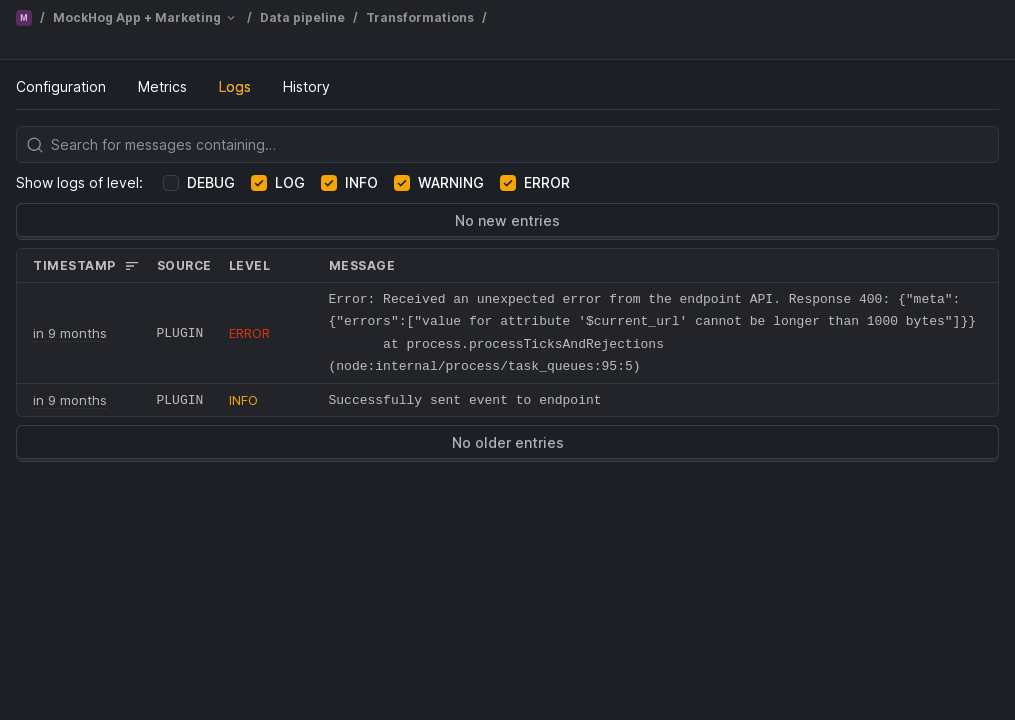 M / MockHog App + Marketing / Data pipeline / Transformations /
Configuration Metrics Logs History
Search for messages containing…
Show logs of level: DEBUG LOG INFO WARNING ERROR
No new entries
TIMESTAMP SOURCE LEVEL MESSAGE
Error: Received an unexpected error from the endpoint API. Response 400: {"meta":
{"errors":["value for attribute '$current_url' cannot be longer than 1000 bytes"]}}
in 9 months PLUGIN ERROR
at process.processTicksAndRejections
(node:internal/process/task_queues:95:5)
in 9 months PLUGIN INFO Successfully sent event to endpoint
No older entries